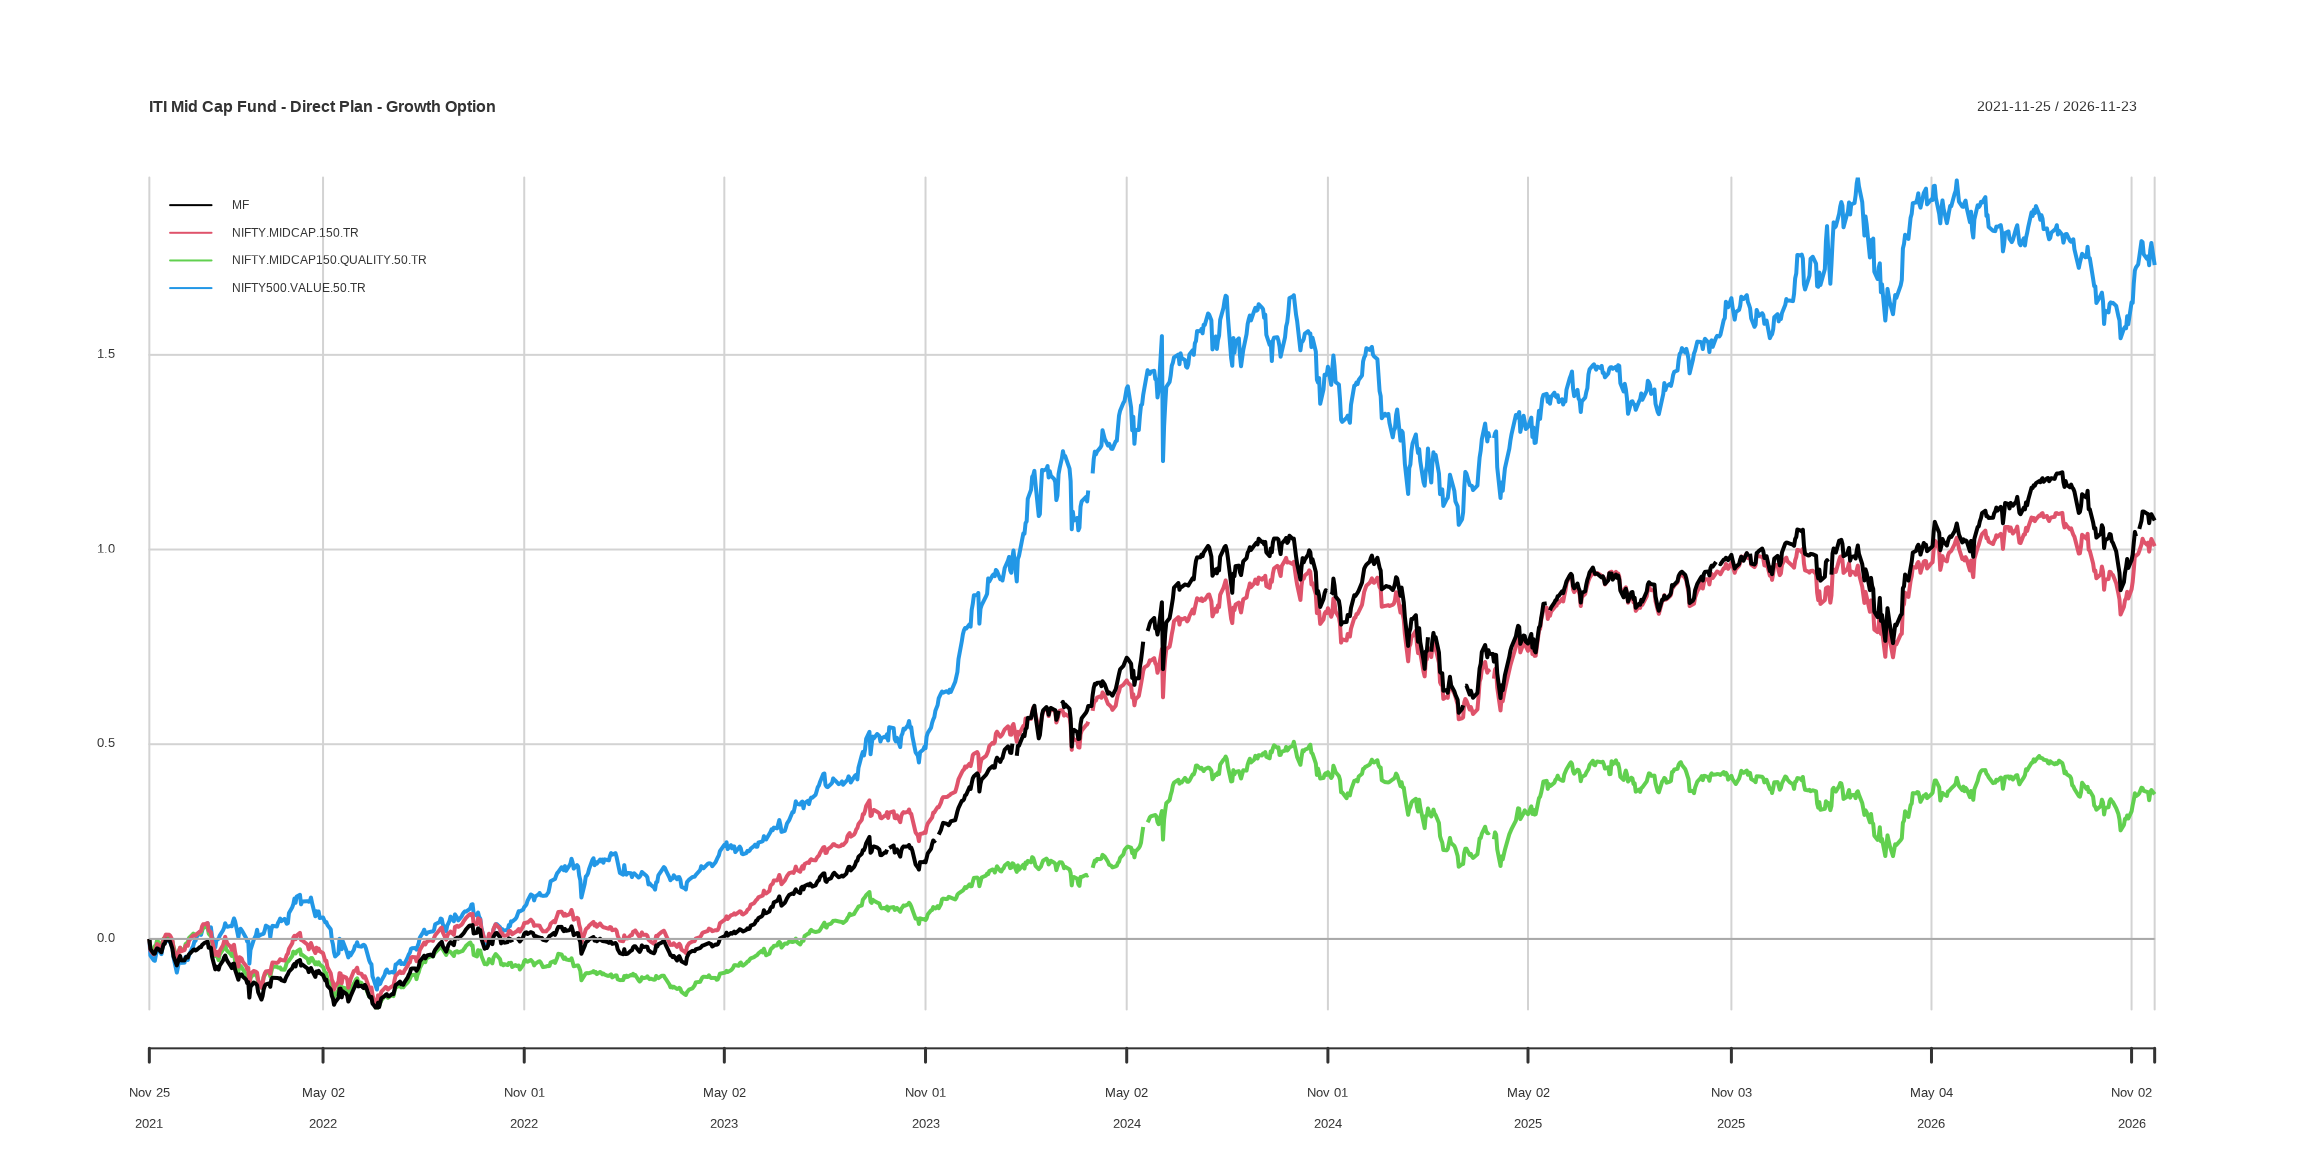 ITI Mid Cap Fund - Direct Plan - Growth Option
2021-11-25 / 2026-11-23
MF
NIFTY.MIDCAP.150.TR
NIFTY.MIDCAP150.QUALITY.50.TR
NIFTY500.VALUE.50.TR
1.5
1.0
0.5
0.0
Nov 25 May 02 Nov 01 May 02 Nov 01 May 02 Nov 01 May 02 Nov 03 May 04 Nov 02
2021 2022 2022 2023 2023 2024 2024 2025 2025 2026 2026